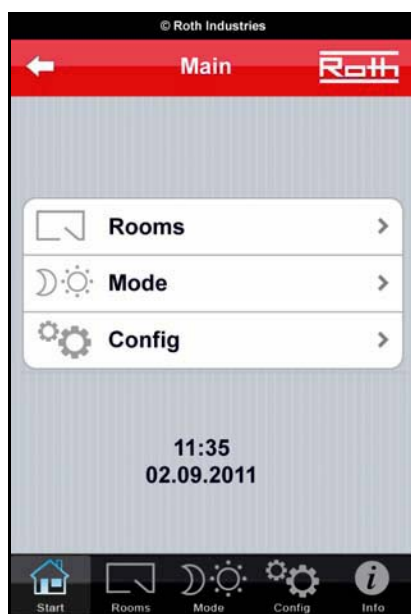 © Roth Industries
Main
Roth
Rooms
Mode
Config
11:35
02.09.2011
Start Rooms Mode Config Info